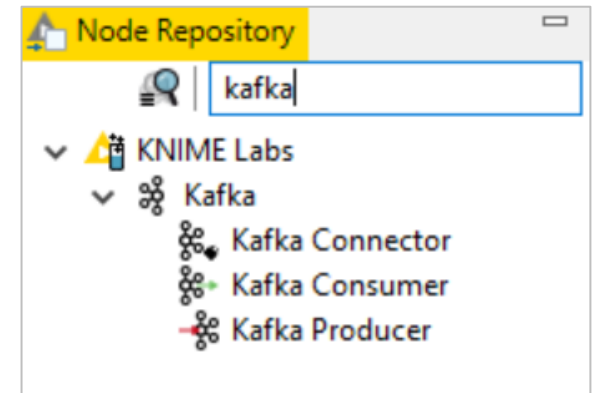 Node Repository
kafka
KNIME Labs
Kafka
Kafka Connector
Kafka Consumer
Kafka Producer